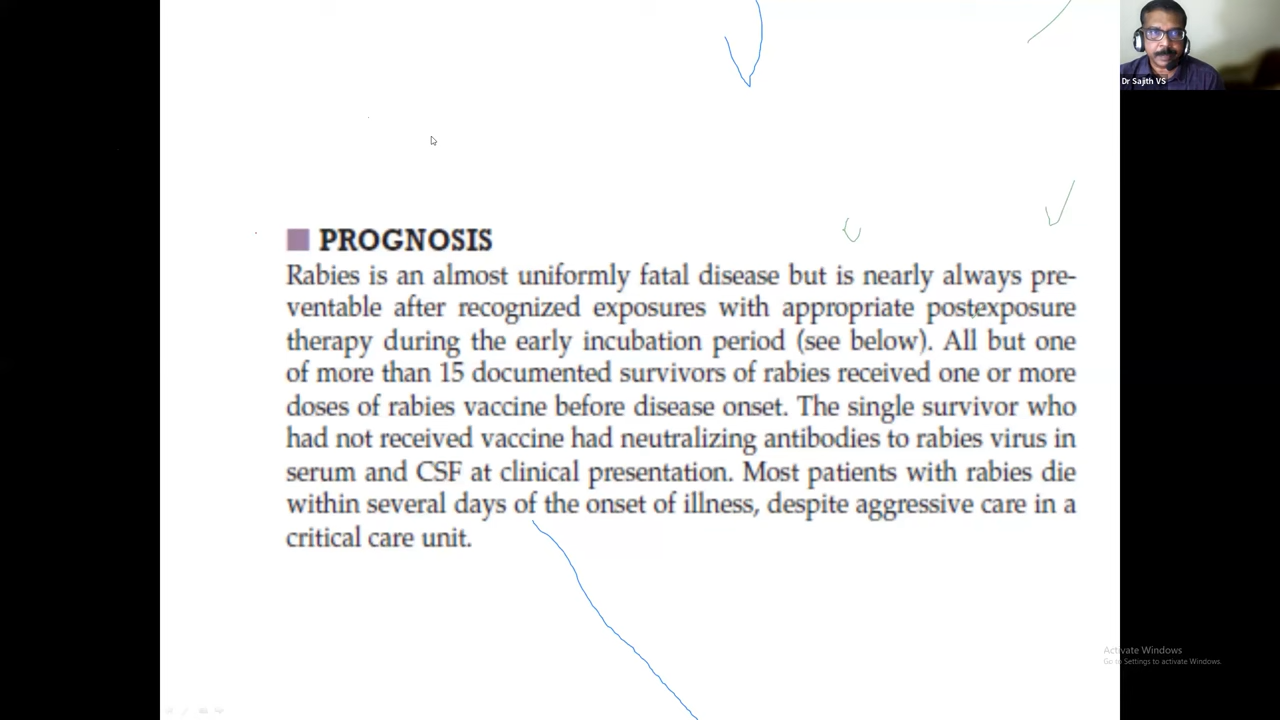 Dr Sajith VS
PROGNOSIS
Rabies is an almost uniformly fatal disease but is nearly always pre-
ventable after recognized exposures with appropriate postexposure
therapy during the early incubation period (see below). All but one
of more than 15 documented survivors of rabies received one or more
doses of rabies vaccine before disease onset. The single survivor who
had not received vaccine had neutralizing antibodies to rabies virus in
serum and CSF at clinical presentation. Most patients with rabies die
within several days of the onset of illness, despite aggressive care in a
critical care unit.
Activate Windows
Go to Settings to activate Windows.